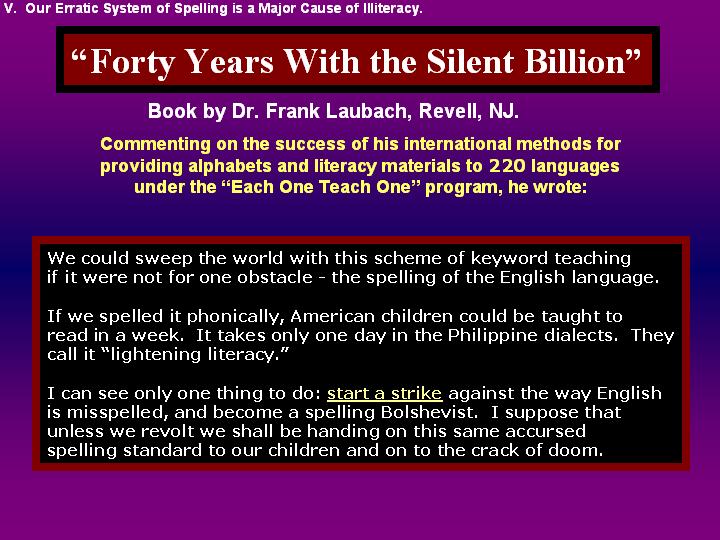 V.  Our Erratic System of Spelling is a Major Cause of Illiteracy.
“Forty Years With the Silent Billion”
Book by Dr. Frank Laubach, Revell, NJ.
Commenting on the success of his international methods for
providing alphabets and literacy materials to 220 languages
under the “Each One Teach One” program, he wrote:
We could sweep the world with this scheme of keyword teaching
if it were not for one obstacle - the spelling of the English language.
If we spelled it phonically, American children could be taught to
read in a week.  It takes only one day in the Philippine dialects.  They
call it “lightening literacy.”
I can see only one thing to do: start a strike against the way English
is misspelled, and become a spelling Bolshevist.  I suppose that
unless we revolt we shall be handing on this same accursed
spelling standard to our children and on to the crack of doom.